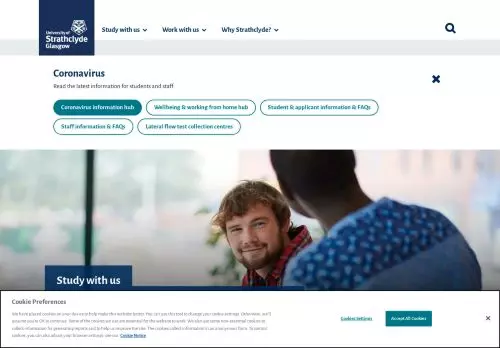 University of
Strathclyde
Glasgow
Study with us
Work with us
Why Strathclyde?
Coronavirus
Read the latest information for students and staff
Coronavirus information hub
Wellbeing & working from home hub
Student & applicant information & FAQs
Staff information & FAQs
Lateral flow test collection centres
Study with us
Cookie Preferences
We have placed cookies on your device to help make this website better. You can use this tool to change your cookie settings. Otherwise, we'll
assume you're OK to continue. Some of the cookies we use are essential for the website to work. We also use some non-essential cookies to
collect information for generating reports and to help us improve the site. The cookies collect information in an anonymous form. To control
cookies, you can also adjust your browser settings: see our Cookie Notice
Cookies Settings
Accept All Cookies